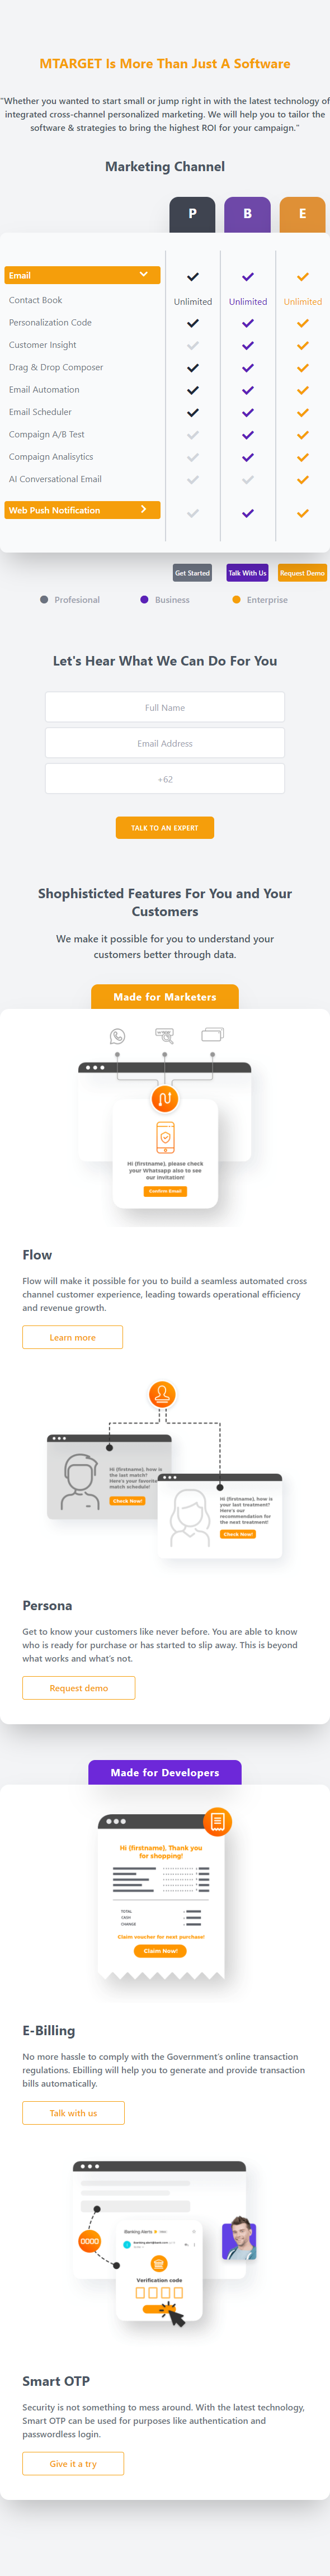 MTARGET Is More Than Just A Software
"Whether you wanted to start small or jump right in with the latest technology of
integrated cross-channel personalized marketing. We will help you to tailor the
software & strategies to bring the highest ROI for your campaign."
Marketing Channel
P B E
Email
Contact Book Unlimited Unlimited Unlimited
Personalization Code
Customer Insight
Drag & Drop Composer
Email Automation
Email Scheduler
Compaign A/B Test
Compaign Analisytics
AI Conversational Email
Web Push Notification
Get Started Talk With Us Request Demo
Profesional Business Enterprise
Let's Hear What We Can Do For You
Full Name
Email Address
+62
TALK TO AN EXPERT
Shophisticted Features For You and Your
Customers
We make it possible for you to understand your
customers better through data.
Made for Marketers
Hi (firstname), please check
your Whatsapp also to see
our invitation!
Confirm Email
Flow
Flow will make it possible for you to build a seamless automated cross
channel customer experience, leading towards operational efficiency
and revenue growth.
Learn more
Hi (firstname), how is
the last match?
Here's your favorite
match schedule!
Check Now!
Hi (firstname), how is
your last treatment?
Here's our
recommendation for
the next treatment!
Check Now!
Persona
Get to know your customers like never before. You are able to know
who is ready for purchase or has started to slip away. This is beyond
what works and what's not.
Request demo
Made for Developers
Hi (firstname), Thank you
for shopping!
TOTAL
CASH
CHANGE
Claim voucher for next purchase!
Claim Now!
E-Billing
No more hassle to comply with the Government's online transaction
regulations. Ebilling will help you to generate and provide transaction
bills automatically.
Talk with us
Banking Alerts
Verification code
Smart OTP
Security is not something to mess around. With the latest technology,
Smart OTP can be used for purposes like authentication and
passwordless login.
Give it a try